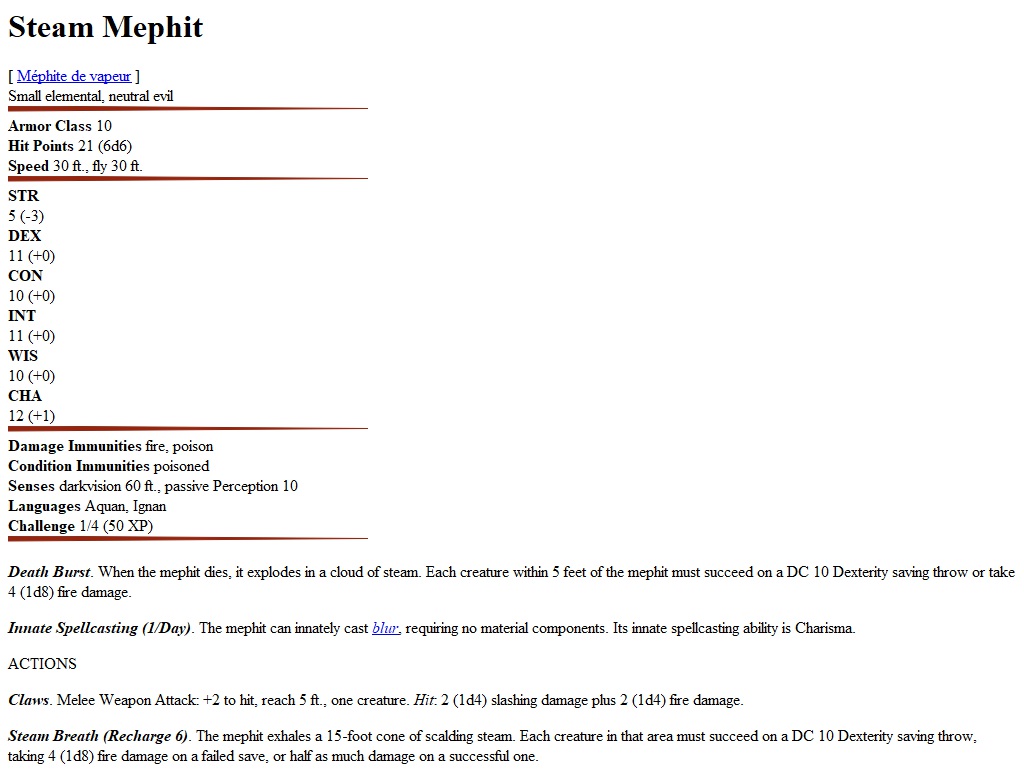 Steam Mephit
[ Méphite de vapeur ]
Small elemental, neutral evil
Armor Class 10
Hit Points 21 (6d6)
Speed 30 ft., fly 30 ft.
STR
5 (-3)
DEX
11 (+0)
CON
10 (+0)
INT
11 (+0)
WIS
10 (+0)
CHA
12 (+1)
Damage Immunities fire, poison
Condition Immunities poisoned
Senses darkvision 60 ft., passive Perception 10
Languages Aquan, Ignan
Challenge 1/4 (50 XP)
Death Burst. When the mephit dies, it explodes in a cloud of steam. Each creature within 5 feet of the mephit must succeed on a DC 10 Dexterity saving throw or take
4 (1d8) fire damage.
Innate Spellcasting (1/Day). The mephit can innately cast blur, requiring no material components. Its innate spellcasting ability is Charisma.
ACTIONS
Claws. Melee Weapon Attack: +2 to hit, reach 5 ft., one creature. Hit: 2 (1d4) slashing damage plus 2 (1d4) fire damage.
Steam Breath (Recharge 6). The mephit exhales a 15-foot cone of scalding steam. Each creature in that area must succeed on a DC 10 Dexterity saving throw,
taking 4 (1d8) fire damage on a failed save, or half as much damage on a successful one.